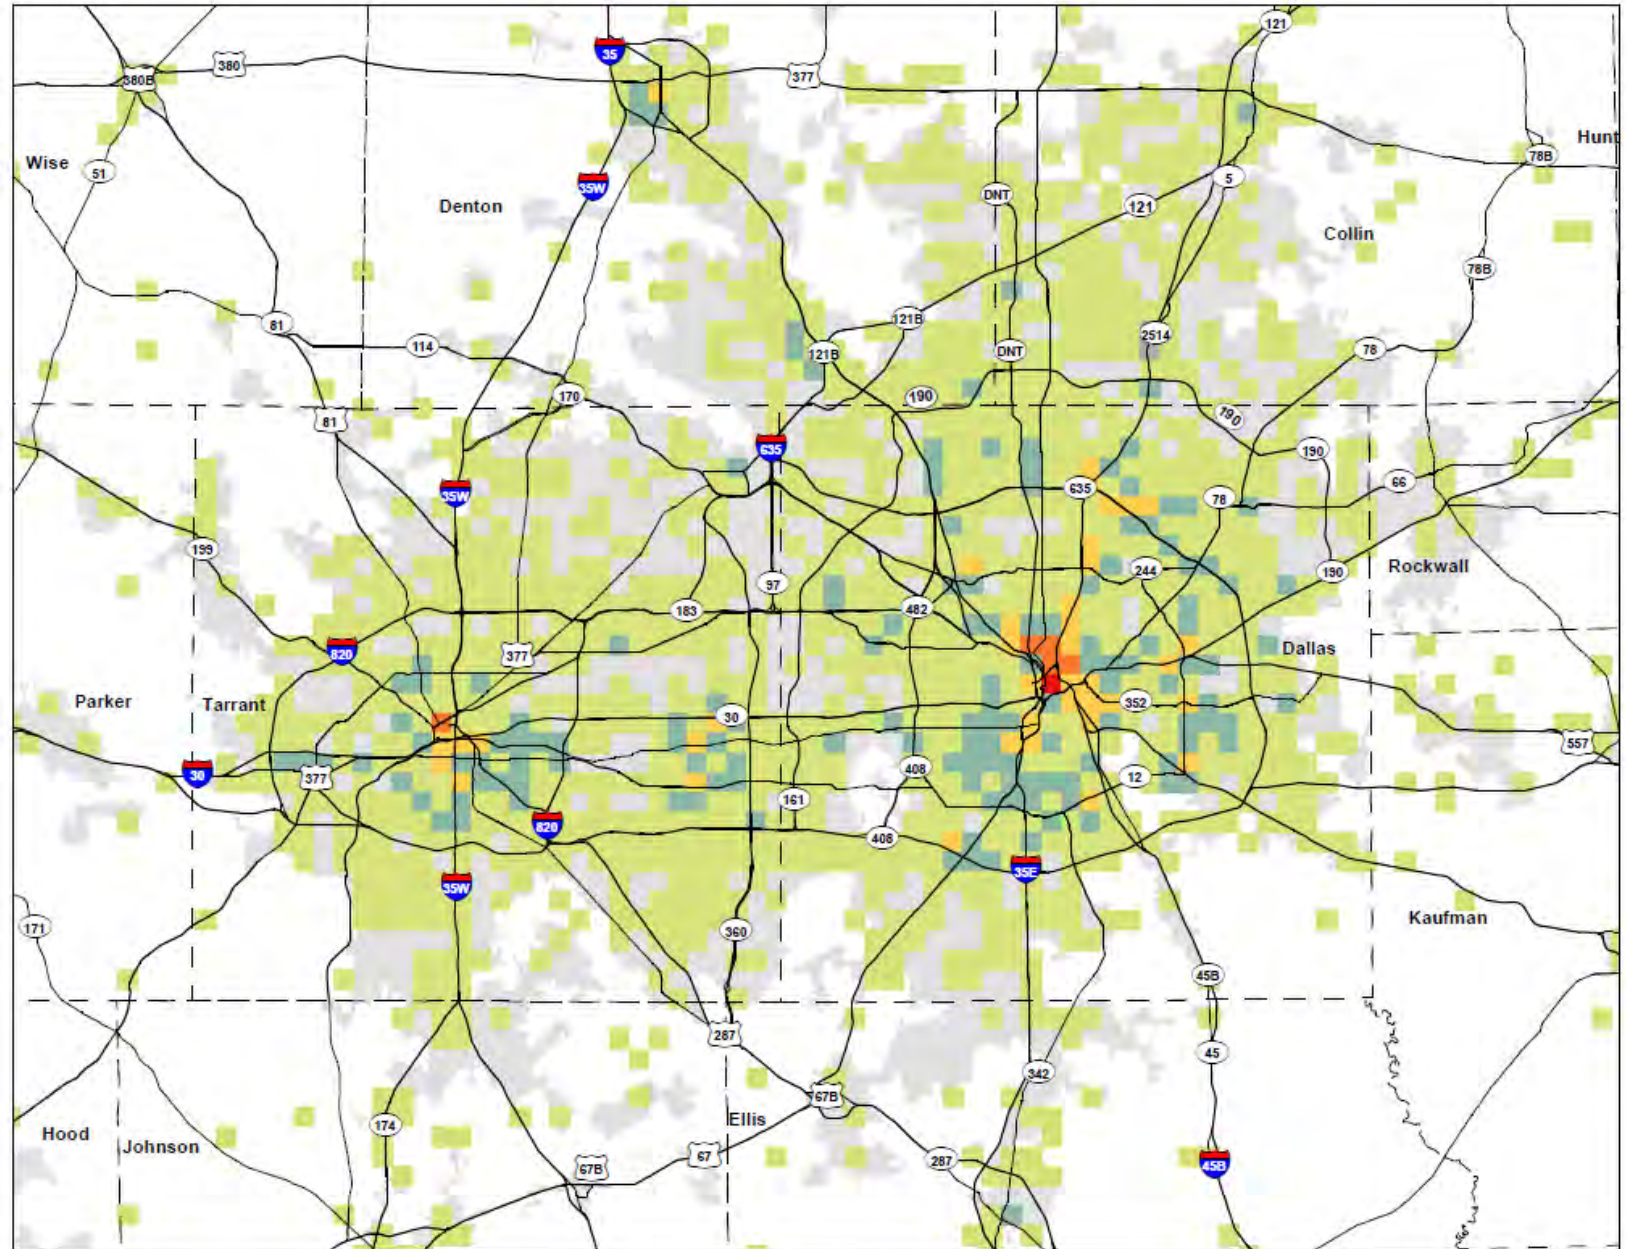 121
35
380
377
380B
Hunt
78B
Wise
51
5
35W
DNT
121
Denton
Collin
78B
121B
81
2514
114
78
121B
DNT
170
190
81
190
635
190
66
635
35W
78
199
244
190
Rockwall
97
183
482
820
377
Dallas
Parker
Tarrant
352
30
557
408
30
377
12
161
820
408
35E
35W
Kaufman
171
360
45B
287
45
342
67B
Ellis
174
Hood
Johnson
67
287
67B
45B